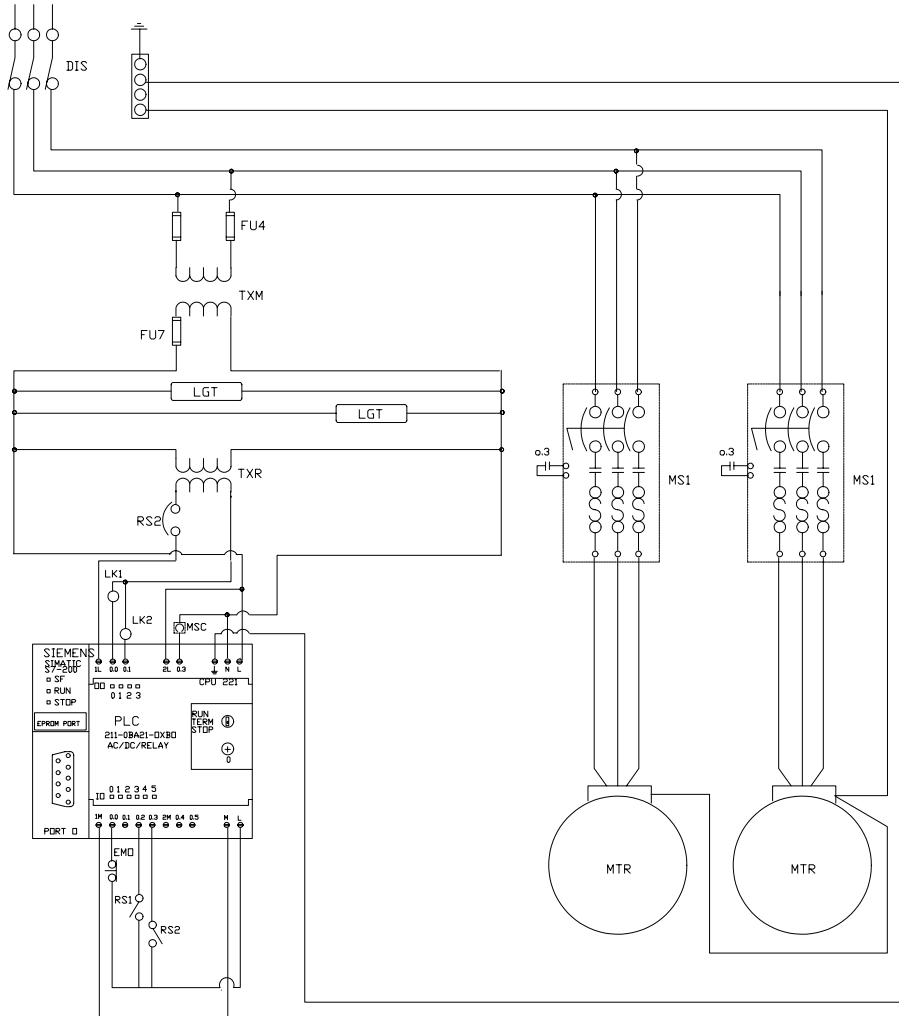 DIS
FU4
TXM
FU7
LGT
LGT
TXR
RS2
o.3
MS1
o.3
MS1
LK1
LK2
MSC
SIEMENS
SIMATIC
S7-200
SF
RUN
STOP
EPROM PORT
PORT 0
1L 0.0 0.1 2L 0.3 N L
CPU 221
0 1 2 3
PLC
211-0BA21-0XB0
AC/DC/RELAY
RUN
TERM
STOP
0
0 1 2 3 4 5
I0
1M 0.0 0.1 0.2 0.3 2M 0.4 0.5 M L
EMO
RS1
RS2
MTR
MTR